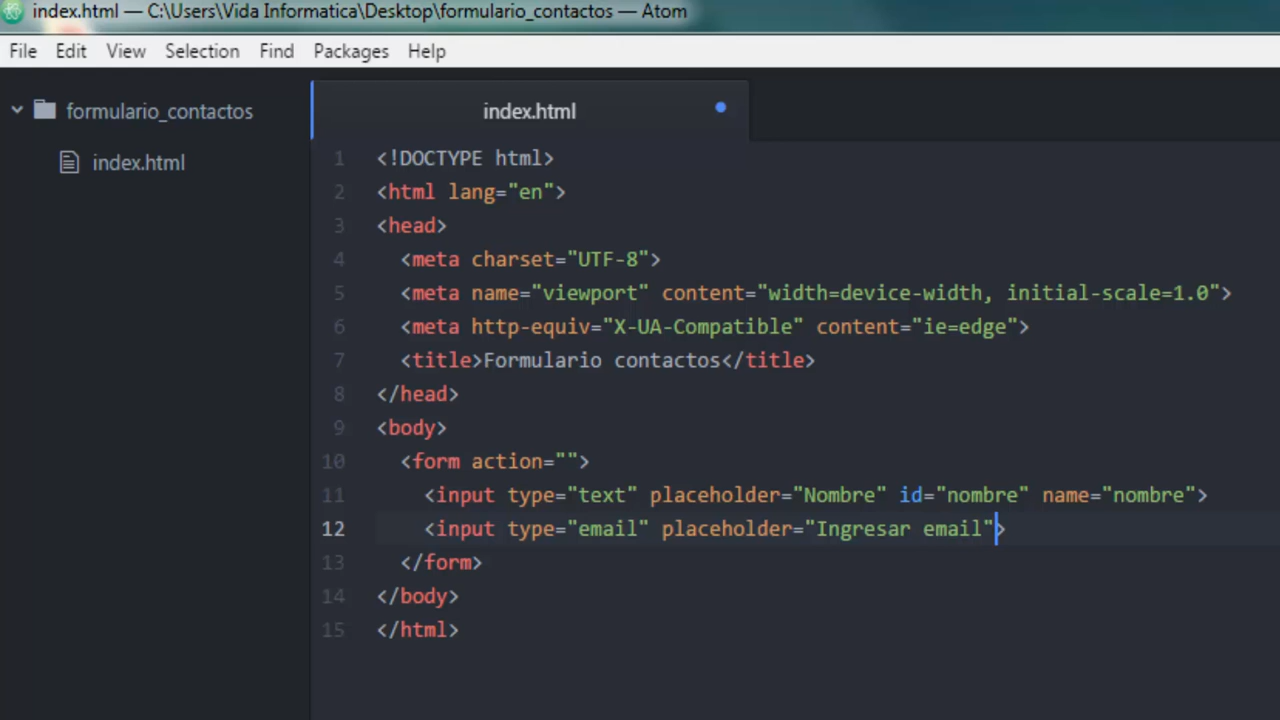 index.html — C:\Users\Vida Informatica\Desktop\formulario_contactos — Atom
File Edit View Selection Find Packages Help
formulario_contactos
index.html
index.html
1 <!DOCTYPE html>
2 <html lang="en">
3 <head>
4 <meta charset="UTF-8">
5 <meta name="viewport" content="width=device-width, initial-scale=1.0">
6 <meta http-equiv="X-UA-Compatible" content="ie=edge">
7 <title>Formulario contactos</title>
8 </head>
9 <body>
10 <form action="">
11 <input type="text" placeholder="Nombre" id="nombre" name="nombre">
12 <input type="email" placeholder="Ingresar email">
13 </form>
14 </body>
15 </html>